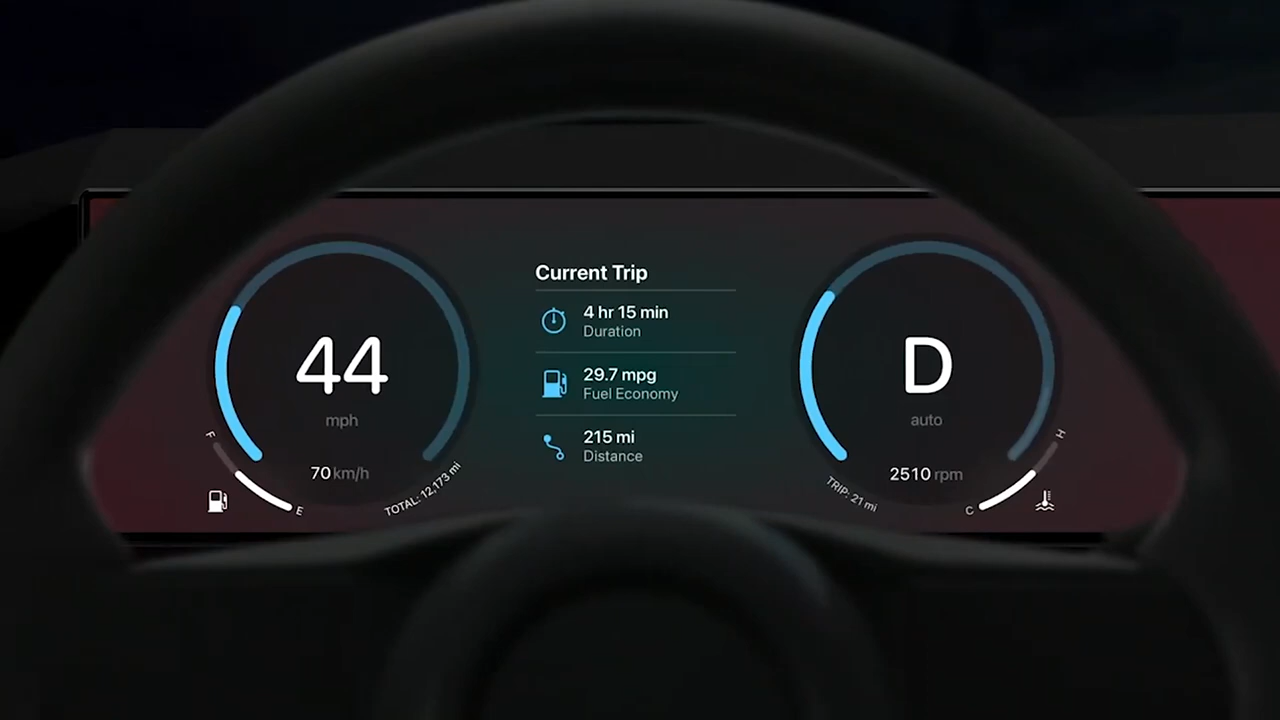 44
mph
70 km/h
F
E
TOTAL: 12,173 mi
Current Trip
4 hr 15 min
Duration
29.7 mpg
Fuel Economy
215 mi
Distance
D
auto
2510 rpm
TRIP: 21 mi
C
H